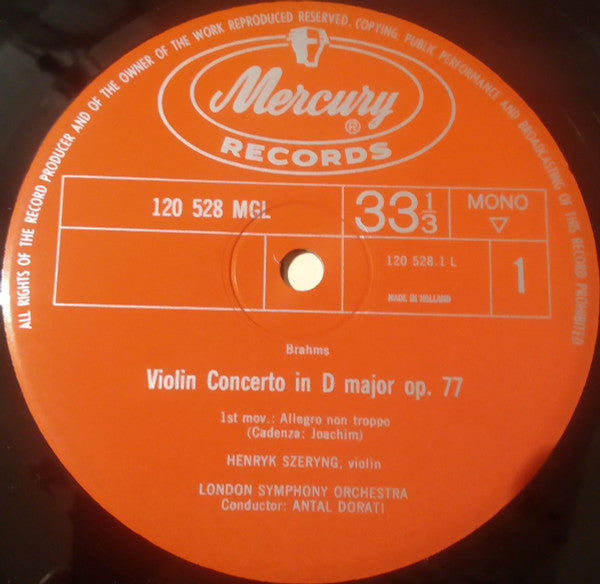 ALL RIGHTS OF THE RECORD PRODUCER AND OF THE OWNER OF THE WORK REPRODUCED RESERVED. COPYING, PUBLIC PERFORMANCE AND BROADCASTING OF THIS RECORD PROHIBITED
Mercury
®
RECORDS
120 528 MGL
33 1/3
MONO
▽
120 528.1 L
1
MADE IN HOLLAND
Brahms
Violin Concerto in D major op. 77
1st mov.: Allegro non troppo
(Cadenza: Joachim)
HENRYK SZERYNG, violin
LONDON SYMPHONY ORCHESTRA
Conductor: ANTAL DORATI